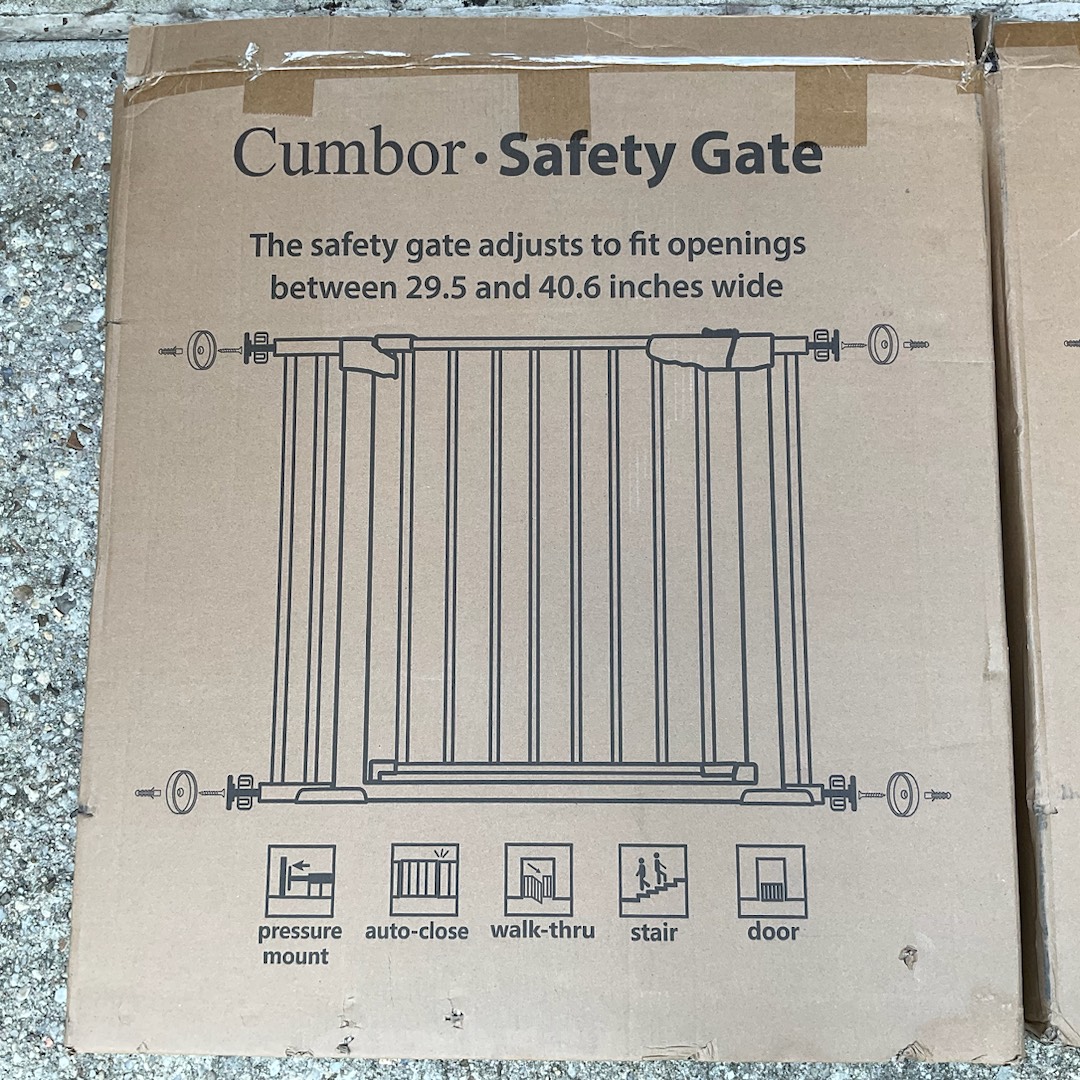 Cumbor · Safety Gate
The safety gate adjusts to fit openings
between 29.5 and 40.6 inches wide
pressure mount
auto-close
walk-thru
stair
door